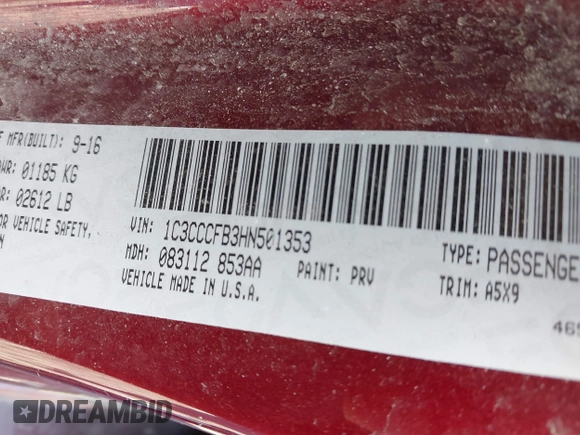 MFR(BUILT): 9-16
01185 KG
02612 LB
VEHICLE SAFETY,
VIN: 1C3CCCFB3HN501353
MDH: 083112 853AA
PAINT: PRV
VEHICLE MADE IN U.S.A.
TYPE: PASSENGE
TRIM: A5X9
469
DREAMBID